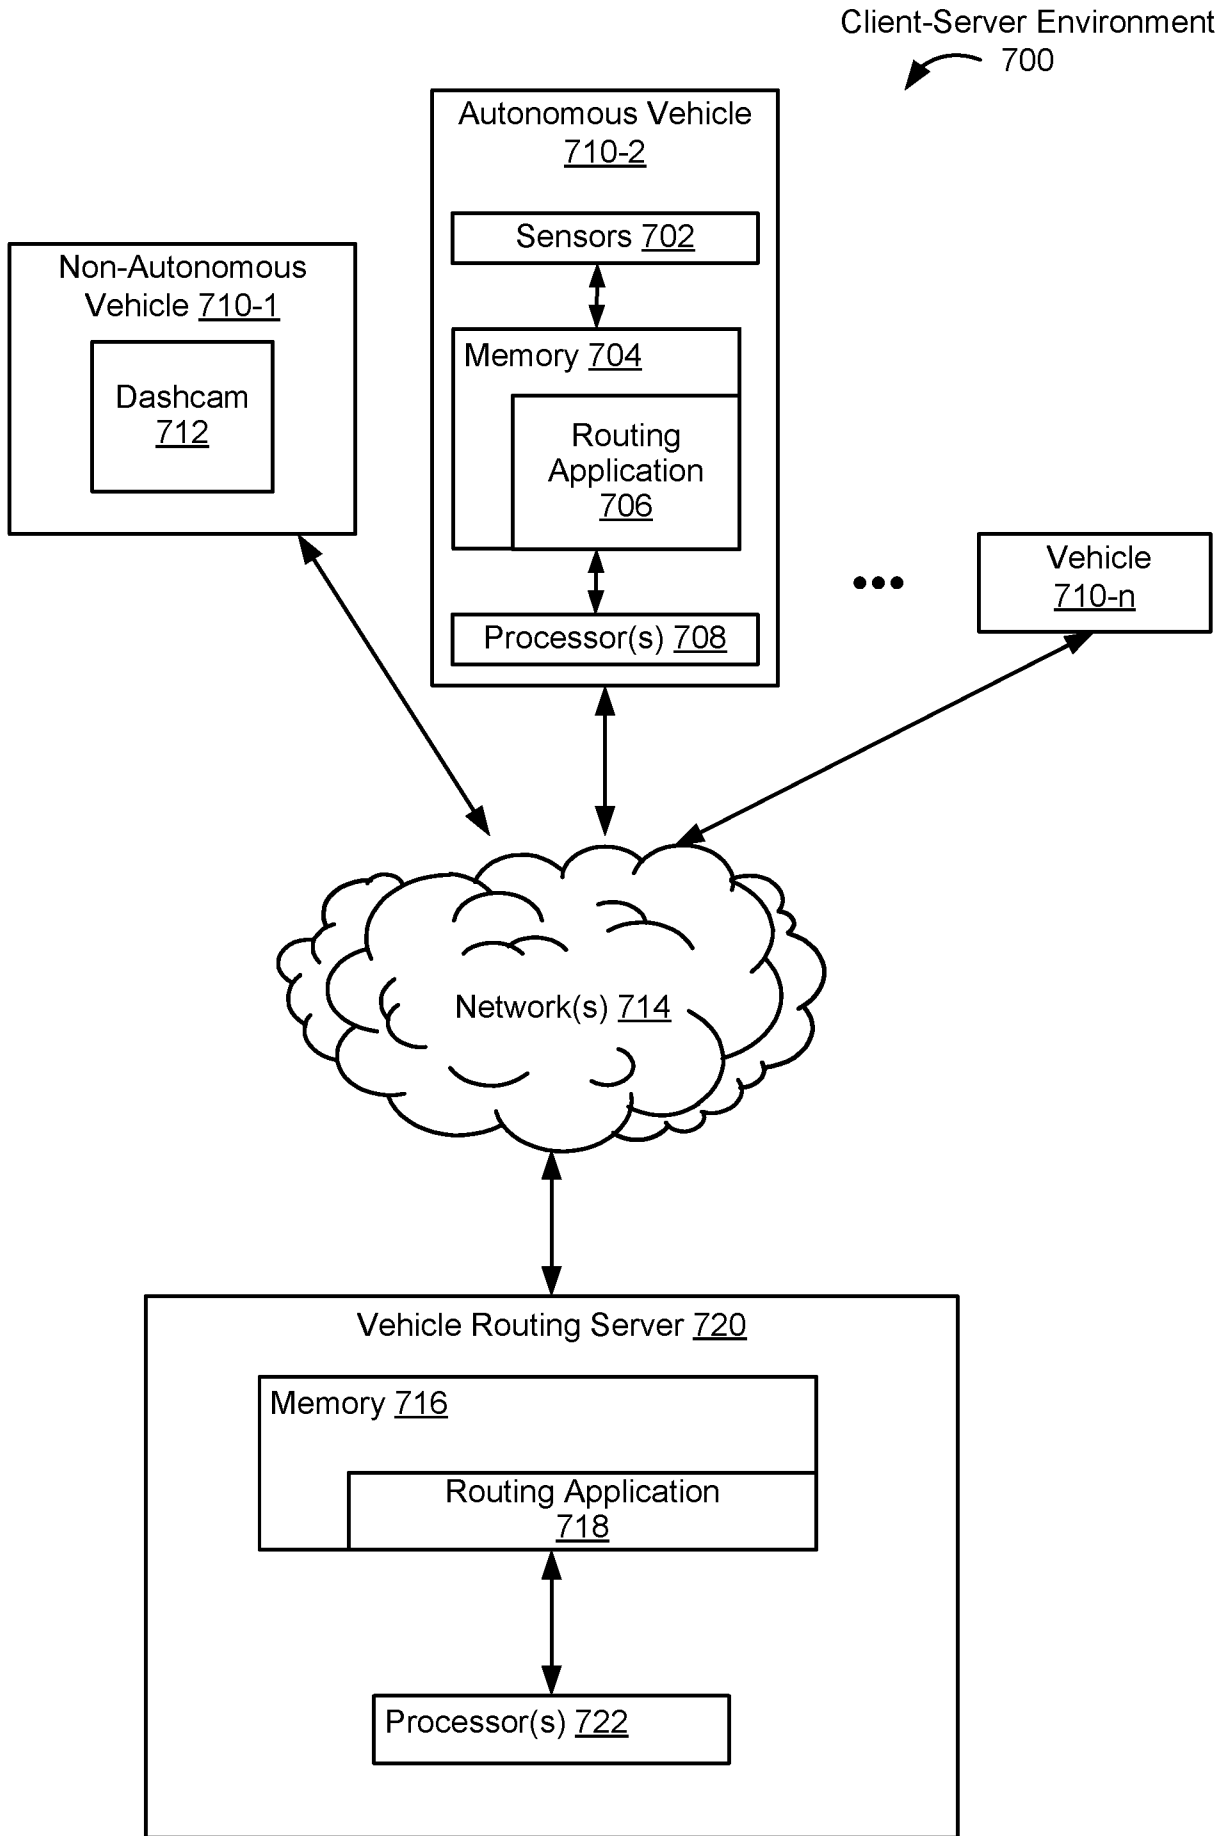 Client-Server Environment
700
Autonomous Vehicle
710-2
Sensors 702
Non-Autonomous
Vehicle 710-1
Memory 704
Dashcam
712
Routing
Application
706
Vehicle
710-n
Processor(s) 708
Network(s) 714
Vehicle Routing Server 720
Memory 716
Routing Application
718
Processor(s) 722